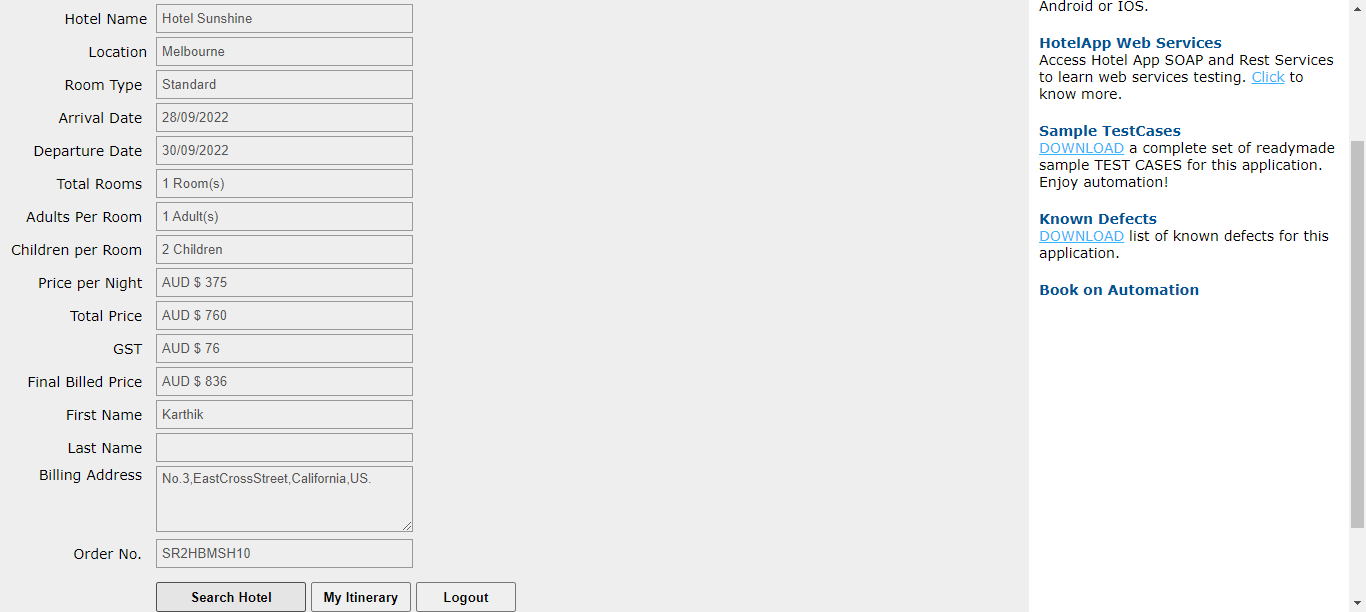 Hotel Name Hotel Sunshine
Location Melbourne
Room Type Standard
Arrival Date 28/09/2022
Departure Date 30/09/2022
Total Rooms 1 Room(s)
Adults Per Room 1 Adult(s)
Children per Room 2 Children
Price per Night AUD $ 375
Total Price AUD $ 760
GST AUD $ 76
Final Billed Price AUD $ 836
First Name Karthik
Last Name
Billing Address No.3,EastCrossStreet,California,US.
Order No. SR2HBMSH10
Search Hotel My Itinerary Logout
Android or IOS.
HotelApp Web Services
Access Hotel App SOAP and Rest Services
to learn web services testing. Click to
know more.
Sample TestCases
DOWNLOAD a complete set of readymade
sample TEST CASES for this application.
Enjoy automation!
Known Defects
DOWNLOAD list of known defects for this
application.
Book on Automation